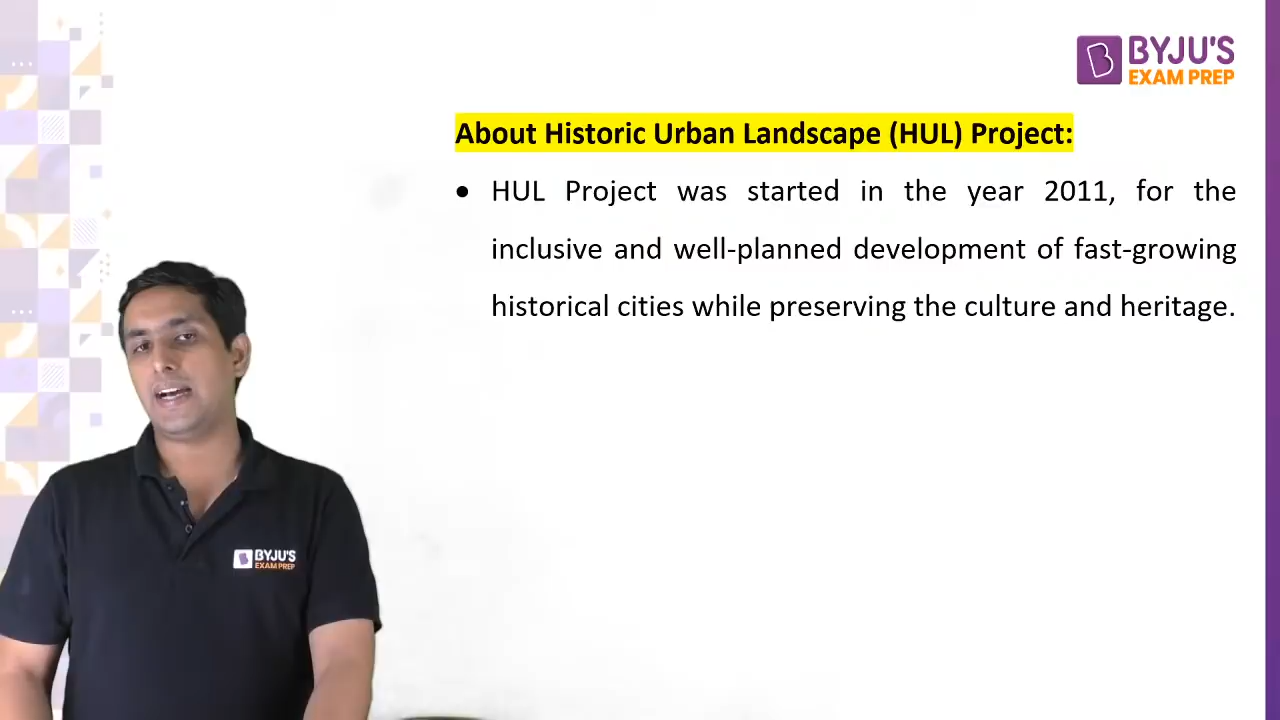 BYJU'S
EXAM PREP
About Historic Urban Landscape (HUL) Project:
• HUL Project was started in the year 2011, for the
inclusive and well-planned development of fast-growing
historical cities while preserving the culture and heritage.
BYJU'S
EXAM PREP